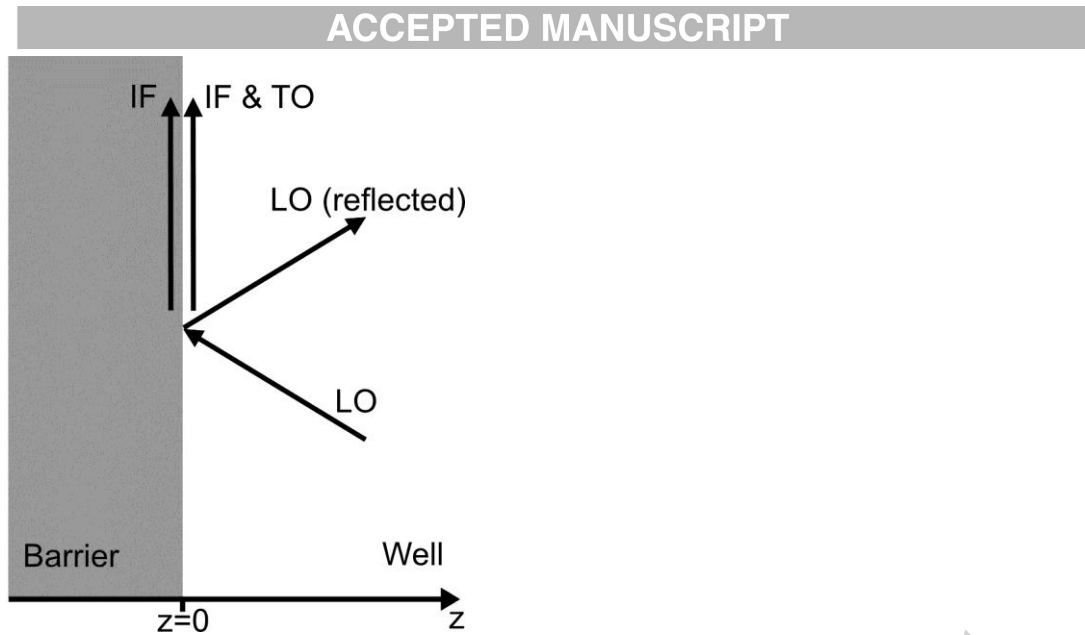 ACCEPTED MANUSCRIPT
IF
IF & TO
LO (reflected)
LO
Barrier
Well
z=0
z